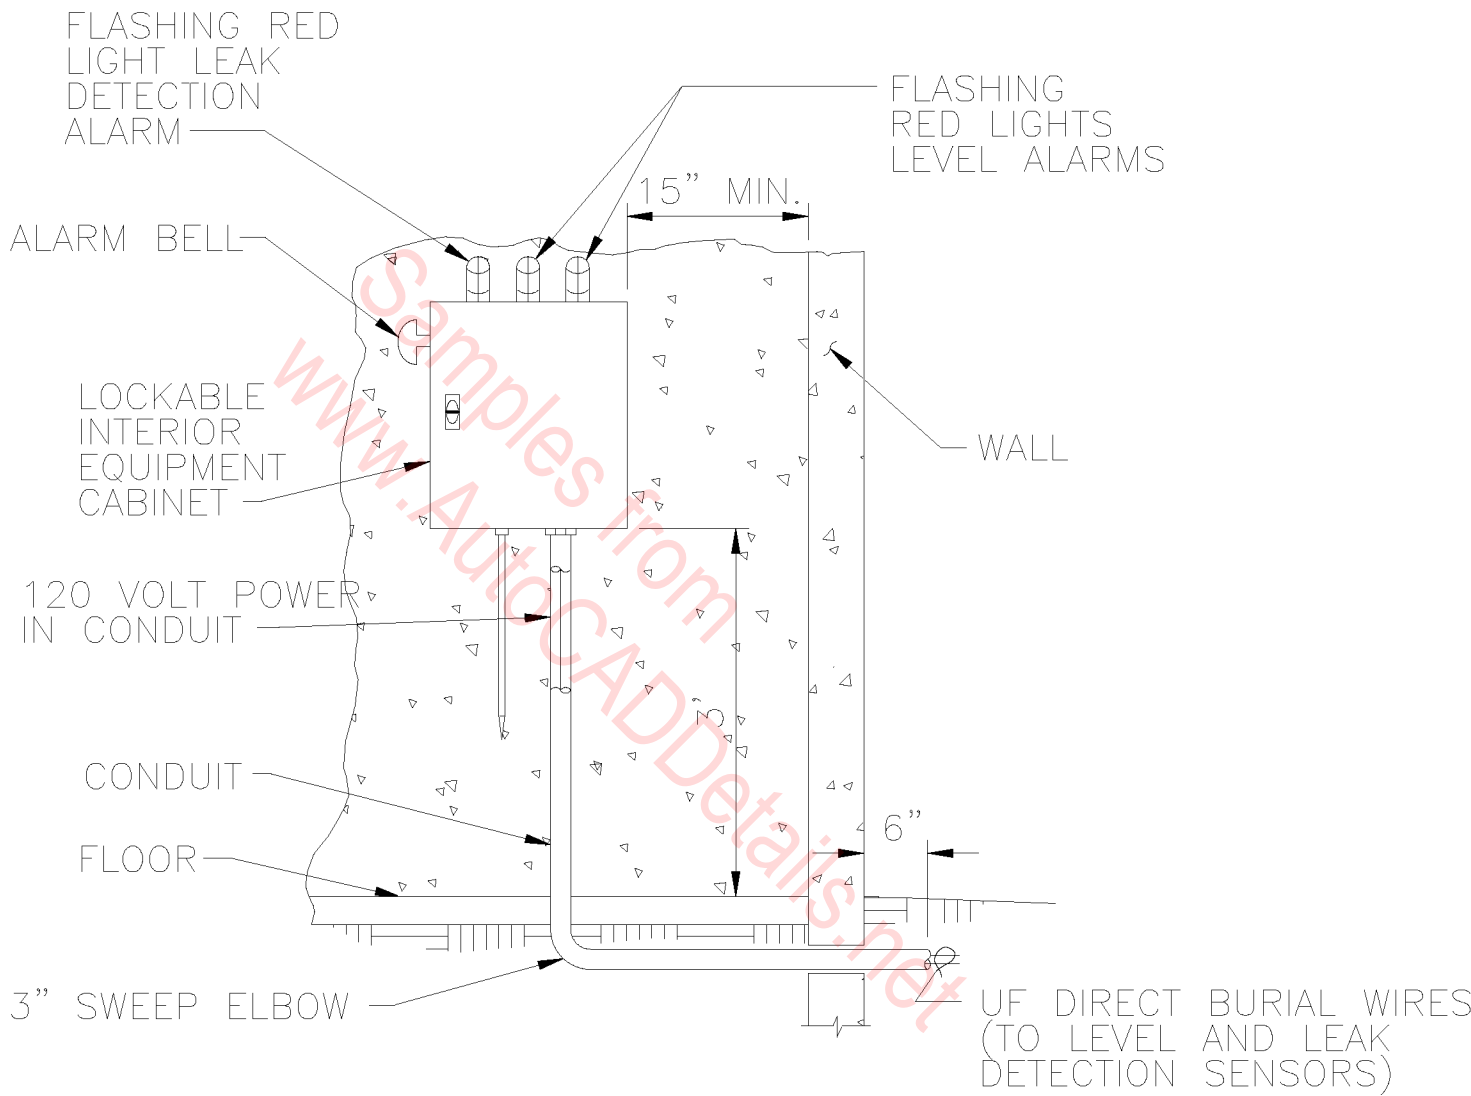 FLASHING RED
LIGHT LEAK
DETECTION
ALARM
FLASHING
RED LIGHTS
LEVEL ALARMS
15” MIN.
ALARM BELL
LOCKABLE
INTERIOR
EQUIPMENT
CABINET
WALL
120 VOLT POWER
IN CONDUIT
3’
CONDUIT
6”
FLOOR
3” SWEEP ELBOW
UF DIRECT BURIAL WIRES
(TO LEVEL AND LEAK
DETECTION SENSORS)
Samples from
www.AutoCADDetails.net